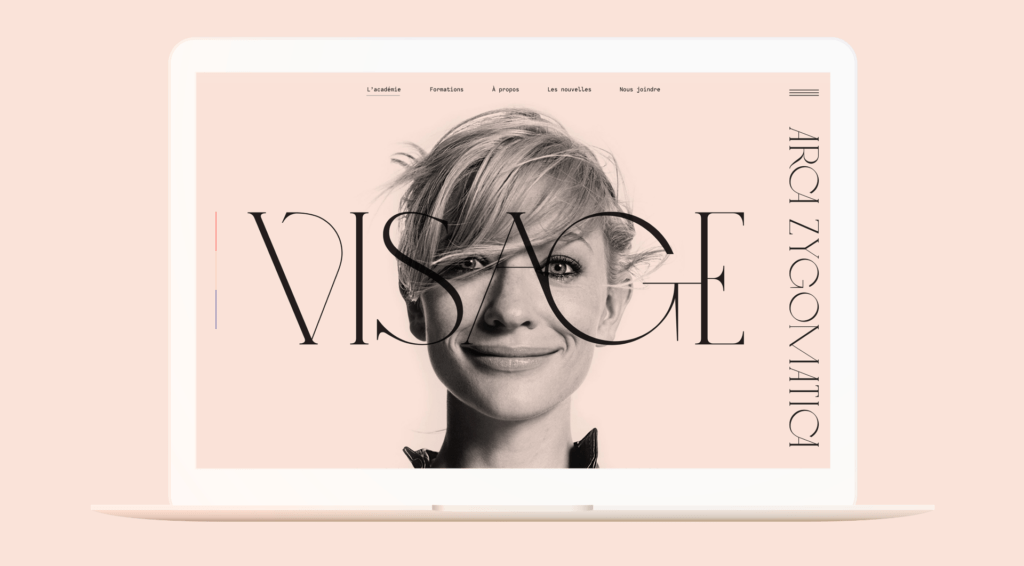 L'académie Formations À propos Les nouvelles Nous joindre
VISAGE
ARCA ZYGOMATICA